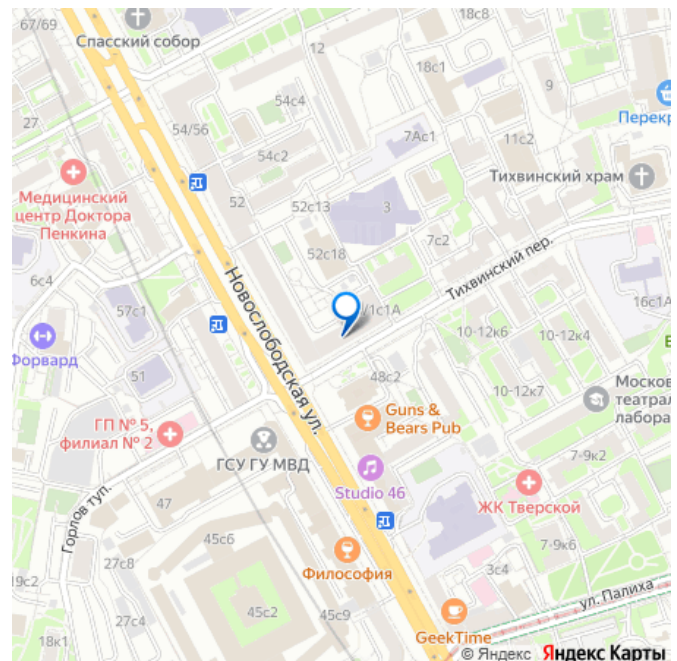 67/69
Спасский собор
18с8
12
18с1
9
27
54/56
54с4
Перекр
7Ас1
11с2
54с2
Медицинский
центр Доктора
Пенкина
52
52с13
3
Тихвинский храм
52с18
7с2
Тихвинский пер.
6с4
57с1
Новослободская ул.
/1с1А
16с1А
Форвард
51
10-12к6
10-12к4
48с2
10-12к7
Москов
театрал
лабора
Guns &
Bears Pub
ГП № 5,
филиал № 2
ГСУ ГУ МВД
7-9к2
Studio 46
ЖК Тверской
Горлов туп.
47
45с6
7-9к6
27с8
Философия
3с4
19с2
ул. Палиха
27с4
45с2
45с9
18к1
GeekTime
© Яндекс Яндекс Карты